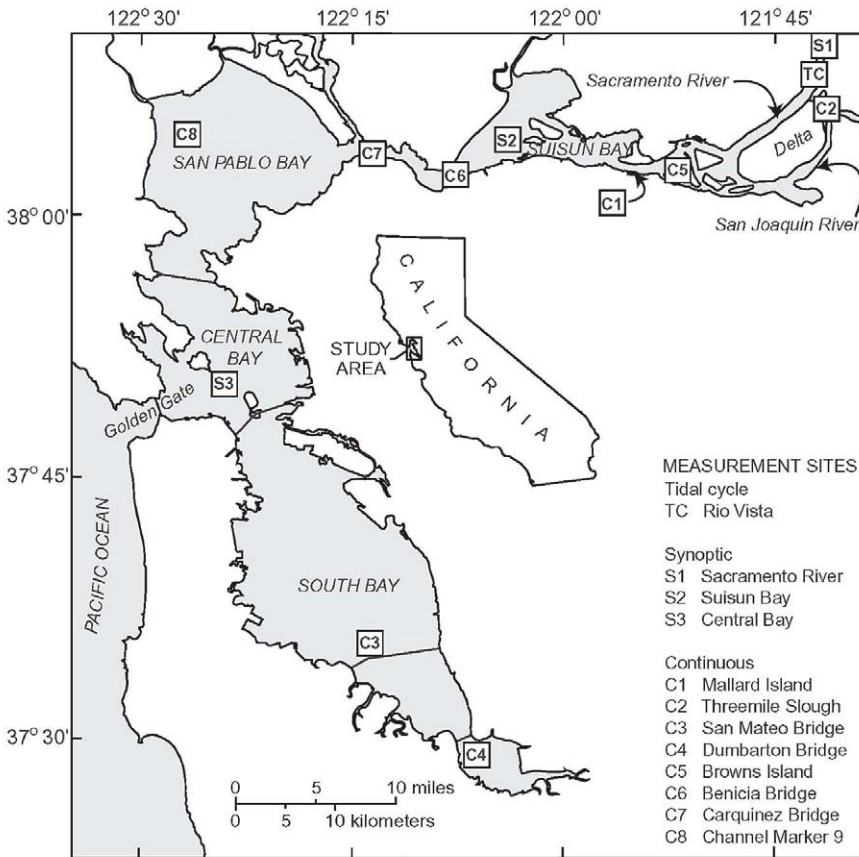 122° 30'
122° 15'
122° 00'
121° 45'
S1
Sacramento River
TC
C2
C8
SAN PABLO BAY
C7
S2
SUISUN BAY
Delta
C6
C5
C1
38° 00'
San Joaquin River
CALIFORNIA
CENTRAL
BAY
STUDY
AREA
S3
Golden Gate
37° 45'
PACIFIC OCEAN
SOUTH BAY
C3
37° 30'
C4
0 5 10 miles
0 5 10 kilometers
MEASUREMENT SITES
Tidal cycle
TC Rio Vista
Synoptic
S1 Sacramento River
S2 Suisun Bay
S3 Central Bay
Continuous
C1 Mallard Island
C2 Threemile Slough
C3 San Mateo Bridge
C4 Dumbarton Bridge
C5 Browns Island
C6 Benicia Bridge
C7 Carquinez Bridge
C8 Channel Marker 9